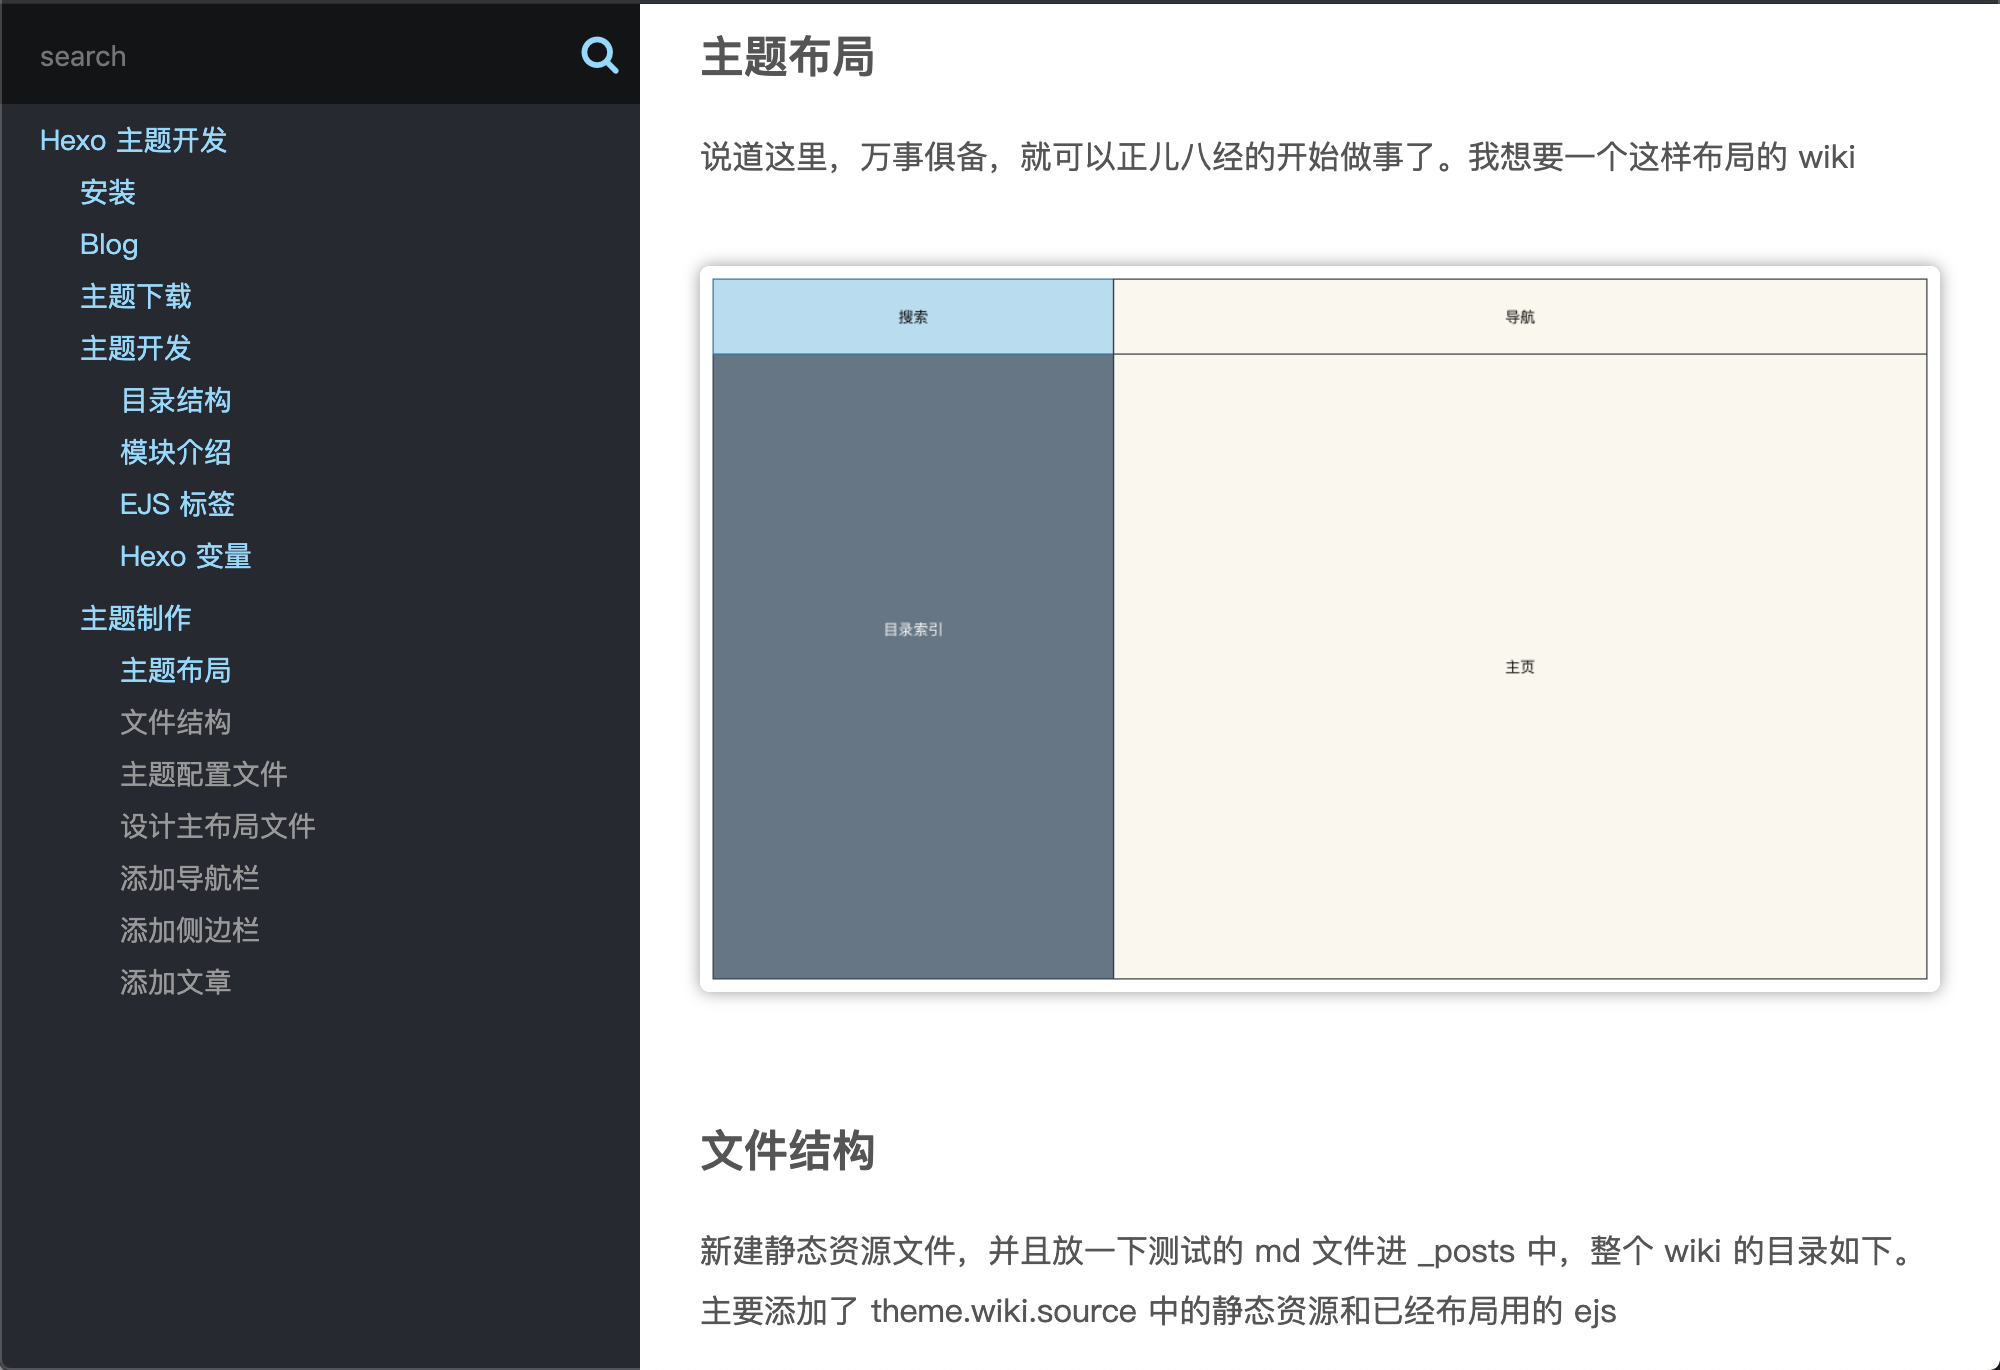 search
Hexo 主题开发
安装
Blog
主题下载
主题开发
目录结构
模块介绍
EJS 标签
Hexo 变量
主题制作
主题布局
文件结构
主题配置文件
设计主布局文件
添加导航栏
添加侧边栏
添加文章
主题布局
说道这里，万事俱备，就可以正儿八经的开始做事了。我想要一个这样布局的 wiki
搜索
导航
目录索引
主页
文件结构
新建静态资源文件，并且放一下测试的 md 文件进 _posts 中，整个 wiki 的目录如下。
主要添加了 theme.wiki.source 中的静态资源和已经布局用的 ejs